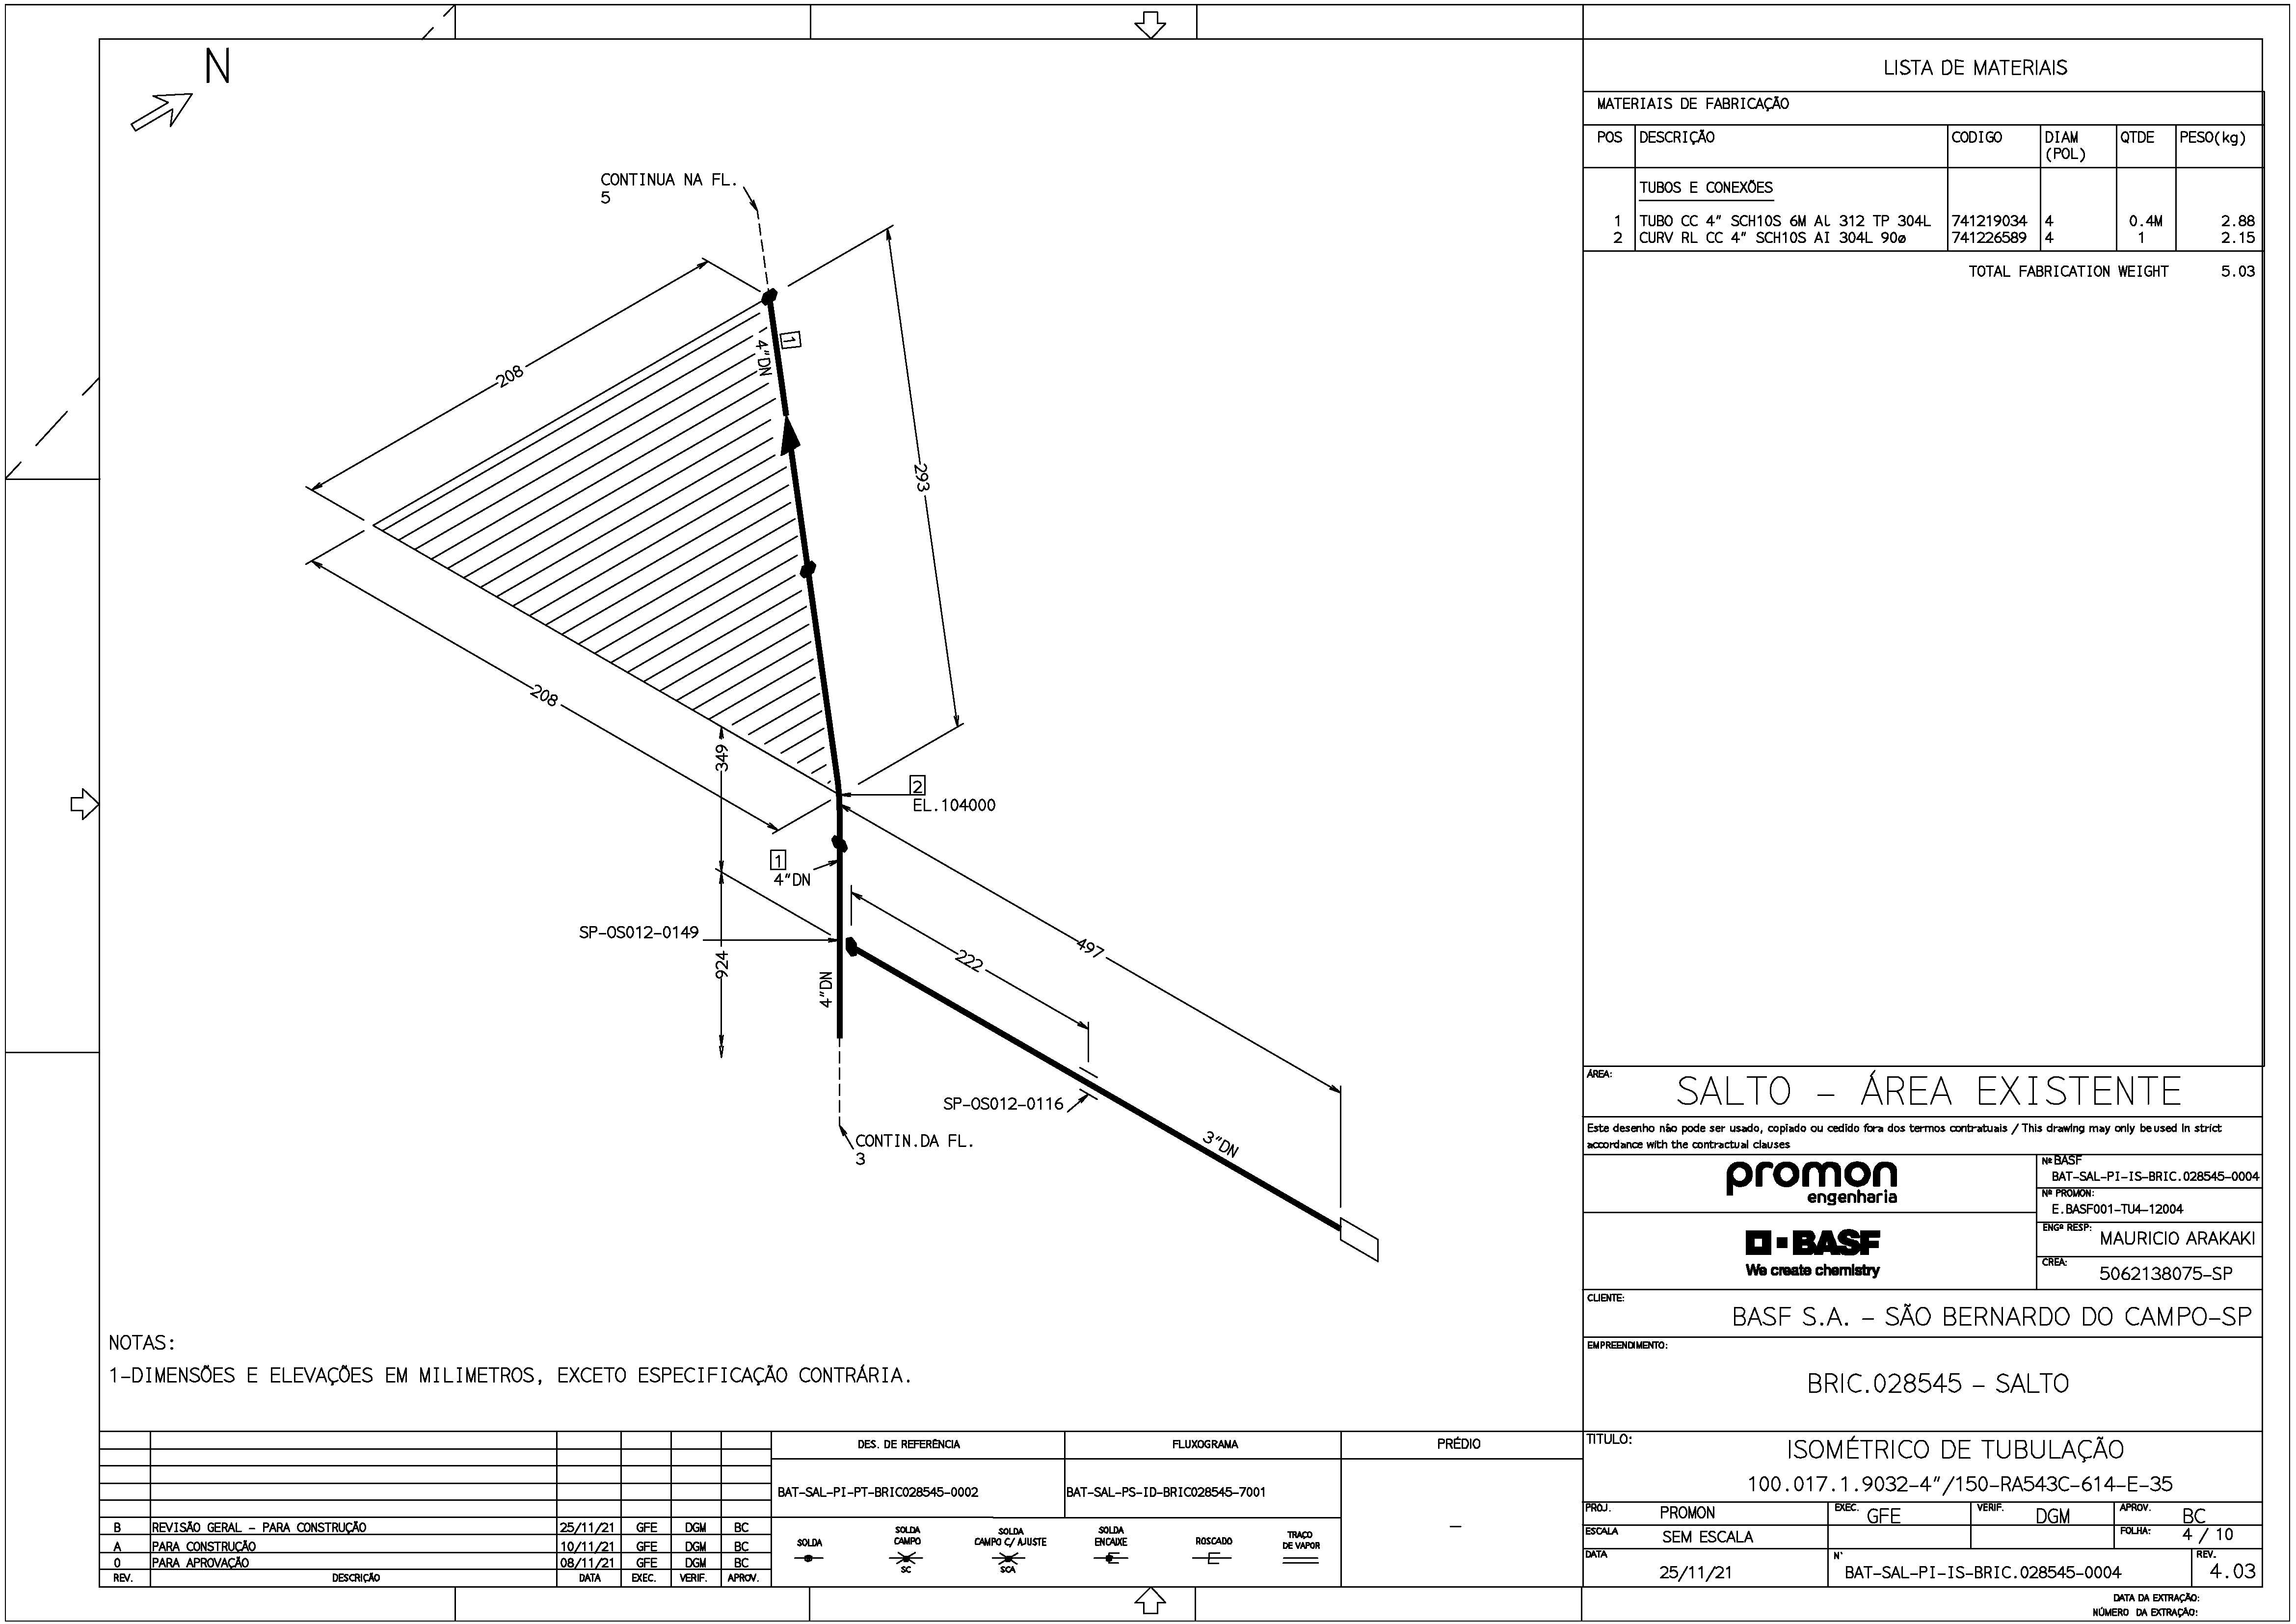 N
CONTINUA NA FL.
5
208
4"DN
1
293
208
349
2
EL.104000
1
4"DN
SP-OS012-0149
924
4"DN
222
497
SP-OS012-0116
3"DN
CONTIN.DA FL.
3
NOTAS:
1-DIMENSÕES E ELEVAÇÕES EM MILIMETROS, EXCETO ESPECIFICAÇÃO CONTRÁRIA.
LISTA DE MATERIAIS
MATERIAIS DE FABRICAÇÃO
POS DESCRIÇÃO CODIGO DIAM (POL) QTDE PESO(kg)
TUBOS E CONEXÕES
1 TUBO CC 4" SCH10S 6M AL 312 TP 304L 741219034 4 0.4M 2.88
2 CURV RL CC 4" SCH10S AI 304L 90ø 741226589 4 1 2.15
TOTAL FABRICATION WEIGHT 5.03
ÁREA:
SALTO - ÁREA EXISTENTE
Este desenho não pode ser usado, copiado ou cedido fora dos termos contratuais / This drawing may only be used in strict
accordance with the contractual clauses
promon
engenharia
Nº BASF
BAT-SAL-PI-IS-BRIC.028545-0004
Nº PROMON:
E.BASF001-TU4-12004
BASF
We create chemistry
ENGº RESP:
MAURICIO ARAKAKI
CREA:
5062138075-SP
CLIENTE:
BASF S.A. - SÃO BERNARDO DO CAMPO-SP
EMPREENDIMENTO:
BRIC.028545 - SALTO
TITULO:
ISOMÉTRICO DE TUBULAÇÃO
100.017.1.9032-4"/150-RA543C-614-E-35
PROJ. PROMON EXEC. GFE VERIF. DGM APROV. BC
ESCALA SEM ESCALA FOLHA: 4 / 10
DATA 25/11/21 N° BAT-SAL-PI-IS-BRIC.028545-0004 REV. 4.03
DATA DA EXTRAÇÃO:
NÚMERO DA EXTRAÇÃO:
B REVISÃO GERAL - PARA CONSTRUÇÃO 25/11/21 GFE DGM BC
A PARA CONSTRUÇÃO 10/11/21 GFE DGM BC
0 PARA APROVAÇÃO 08/11/21 GFE DGM BC
REV. DESCRIÇÃO DATA EXEC. VERIF. APROV.
DES. DE REFERÊNCIA FLUXOGRAMA PRÉDIO
BAT-SAL-PI-PT-BRIC028545-0002 BAT-SAL-PS-ID-BRIC028545-7001
-
SOLDA
SOLDA CAMPO
SC
SOLDA CAMPO C/ AJUSTE
SCA
SOLDA ENCAIXE
ROSCADO
TRAÇO DE VAPOR